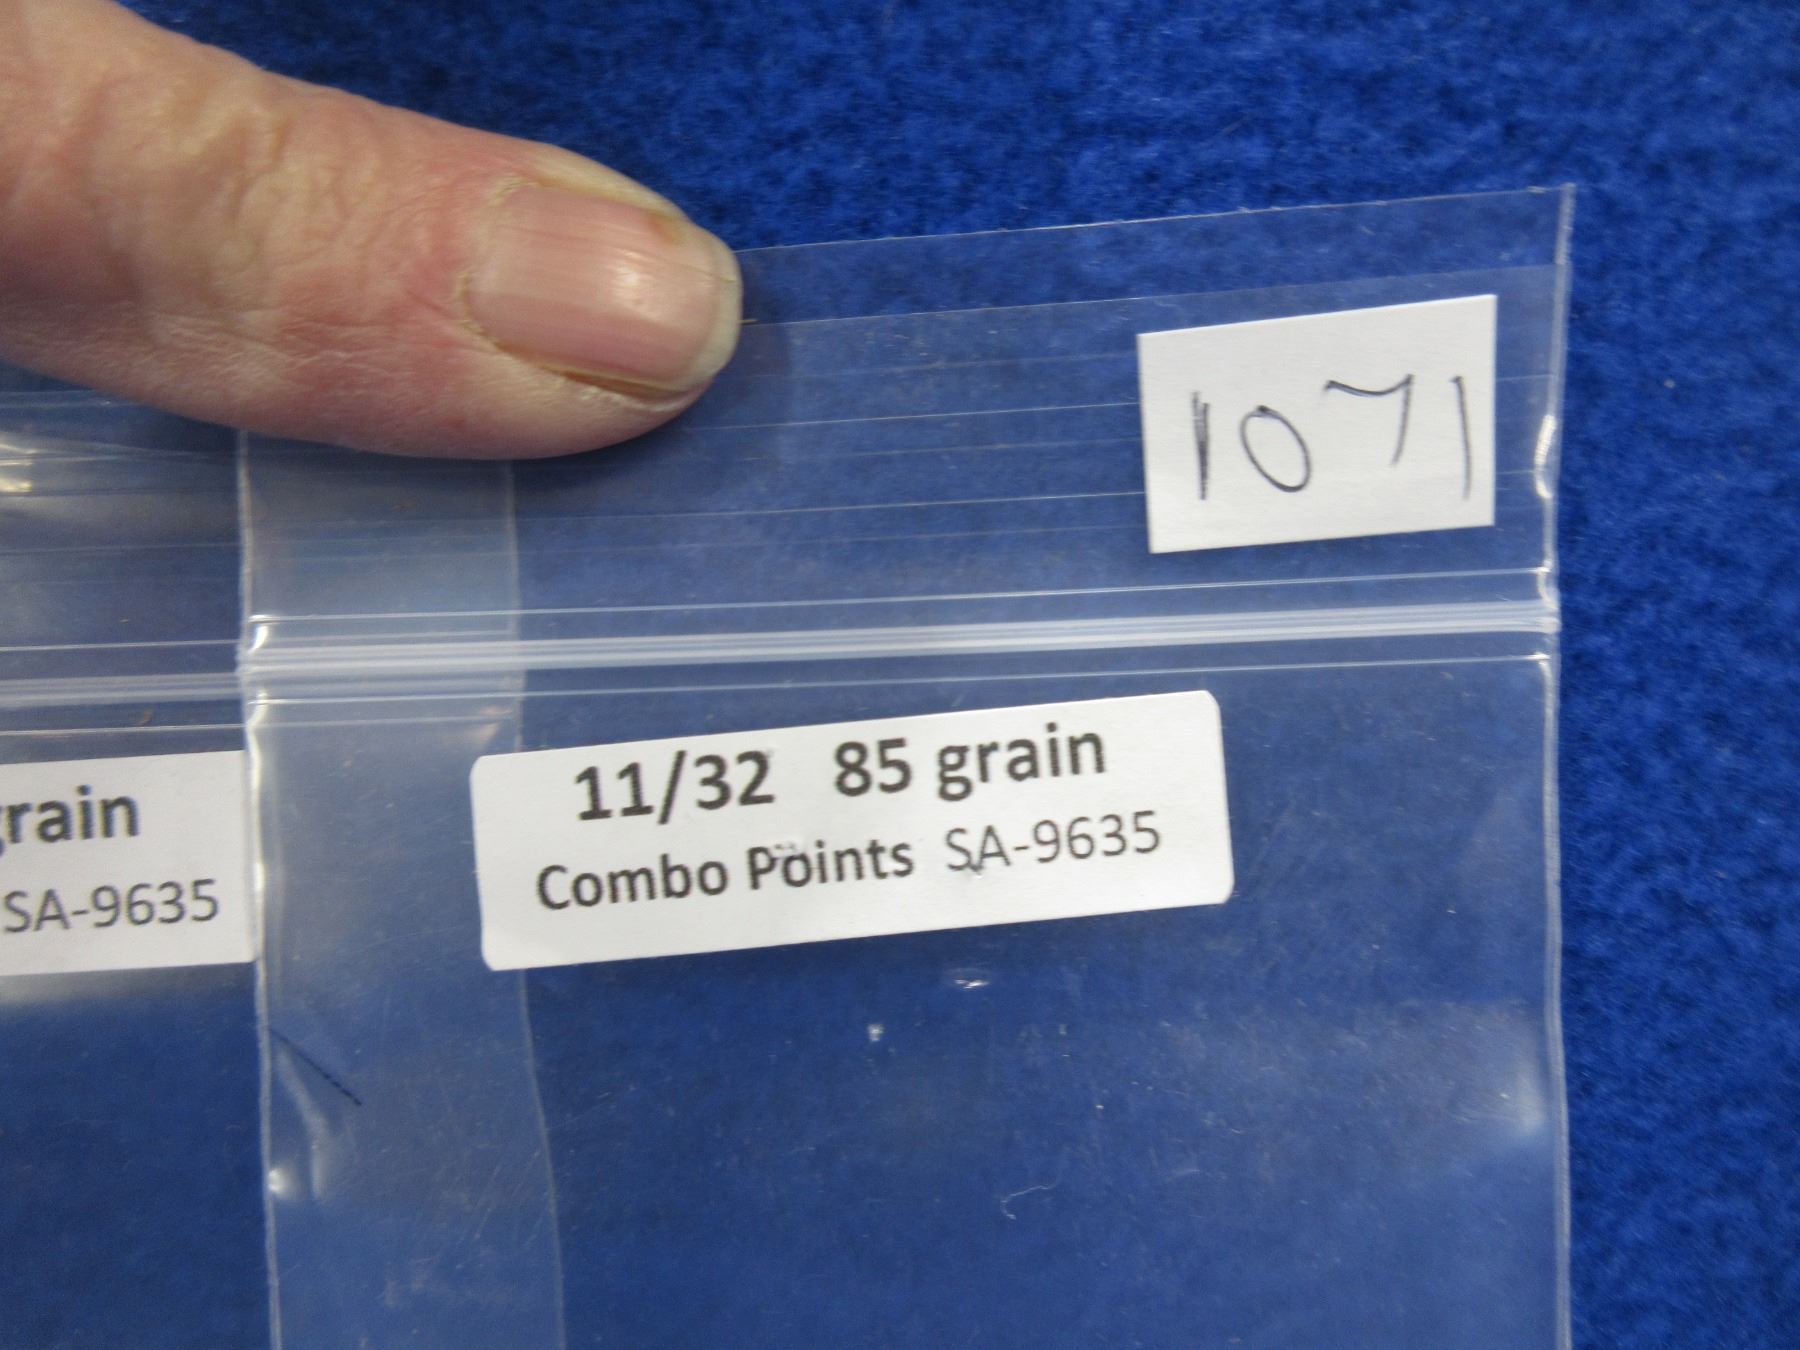 1071
11/32 85 grain
Combo Points SA-9635
grain
SA-9635